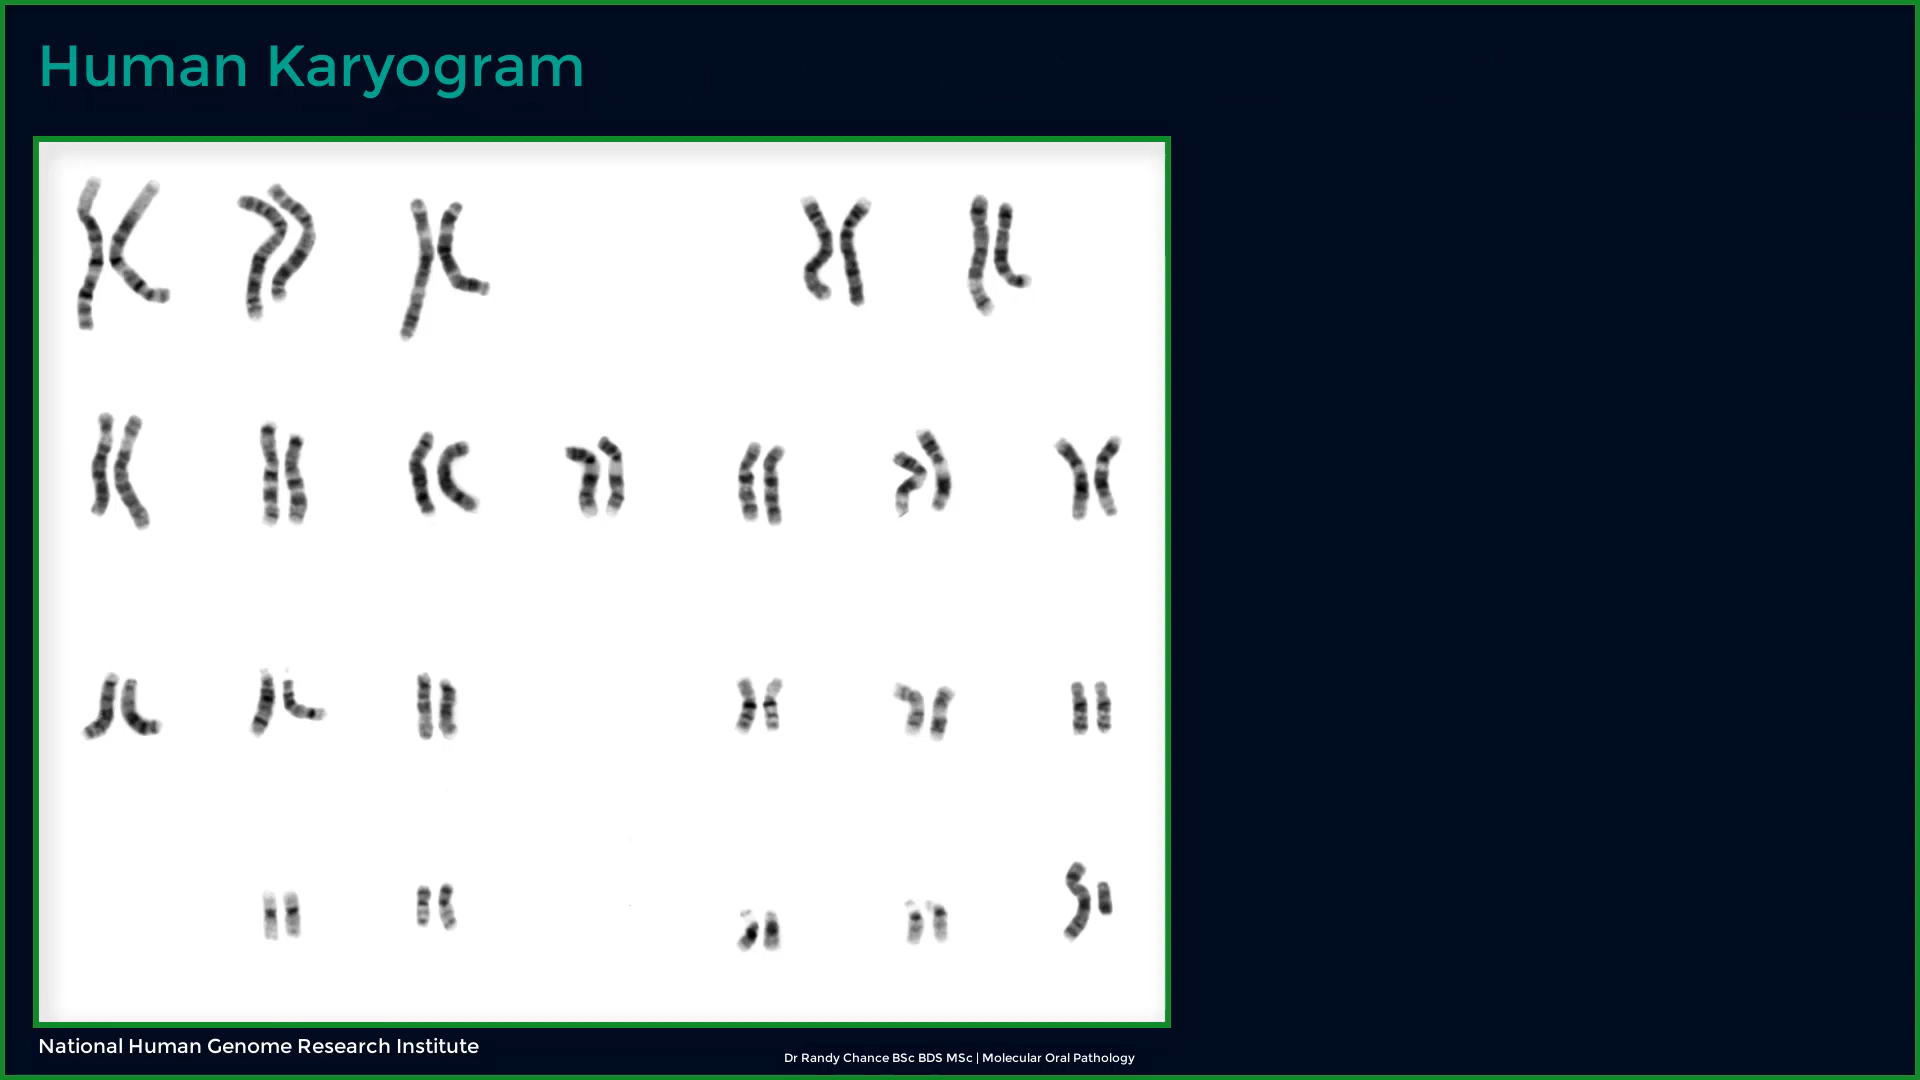 Human Karyogram
National Human Genome Research Institute
Dr Randy Chance BSc BDS MSc | Molecular Oral Pathology